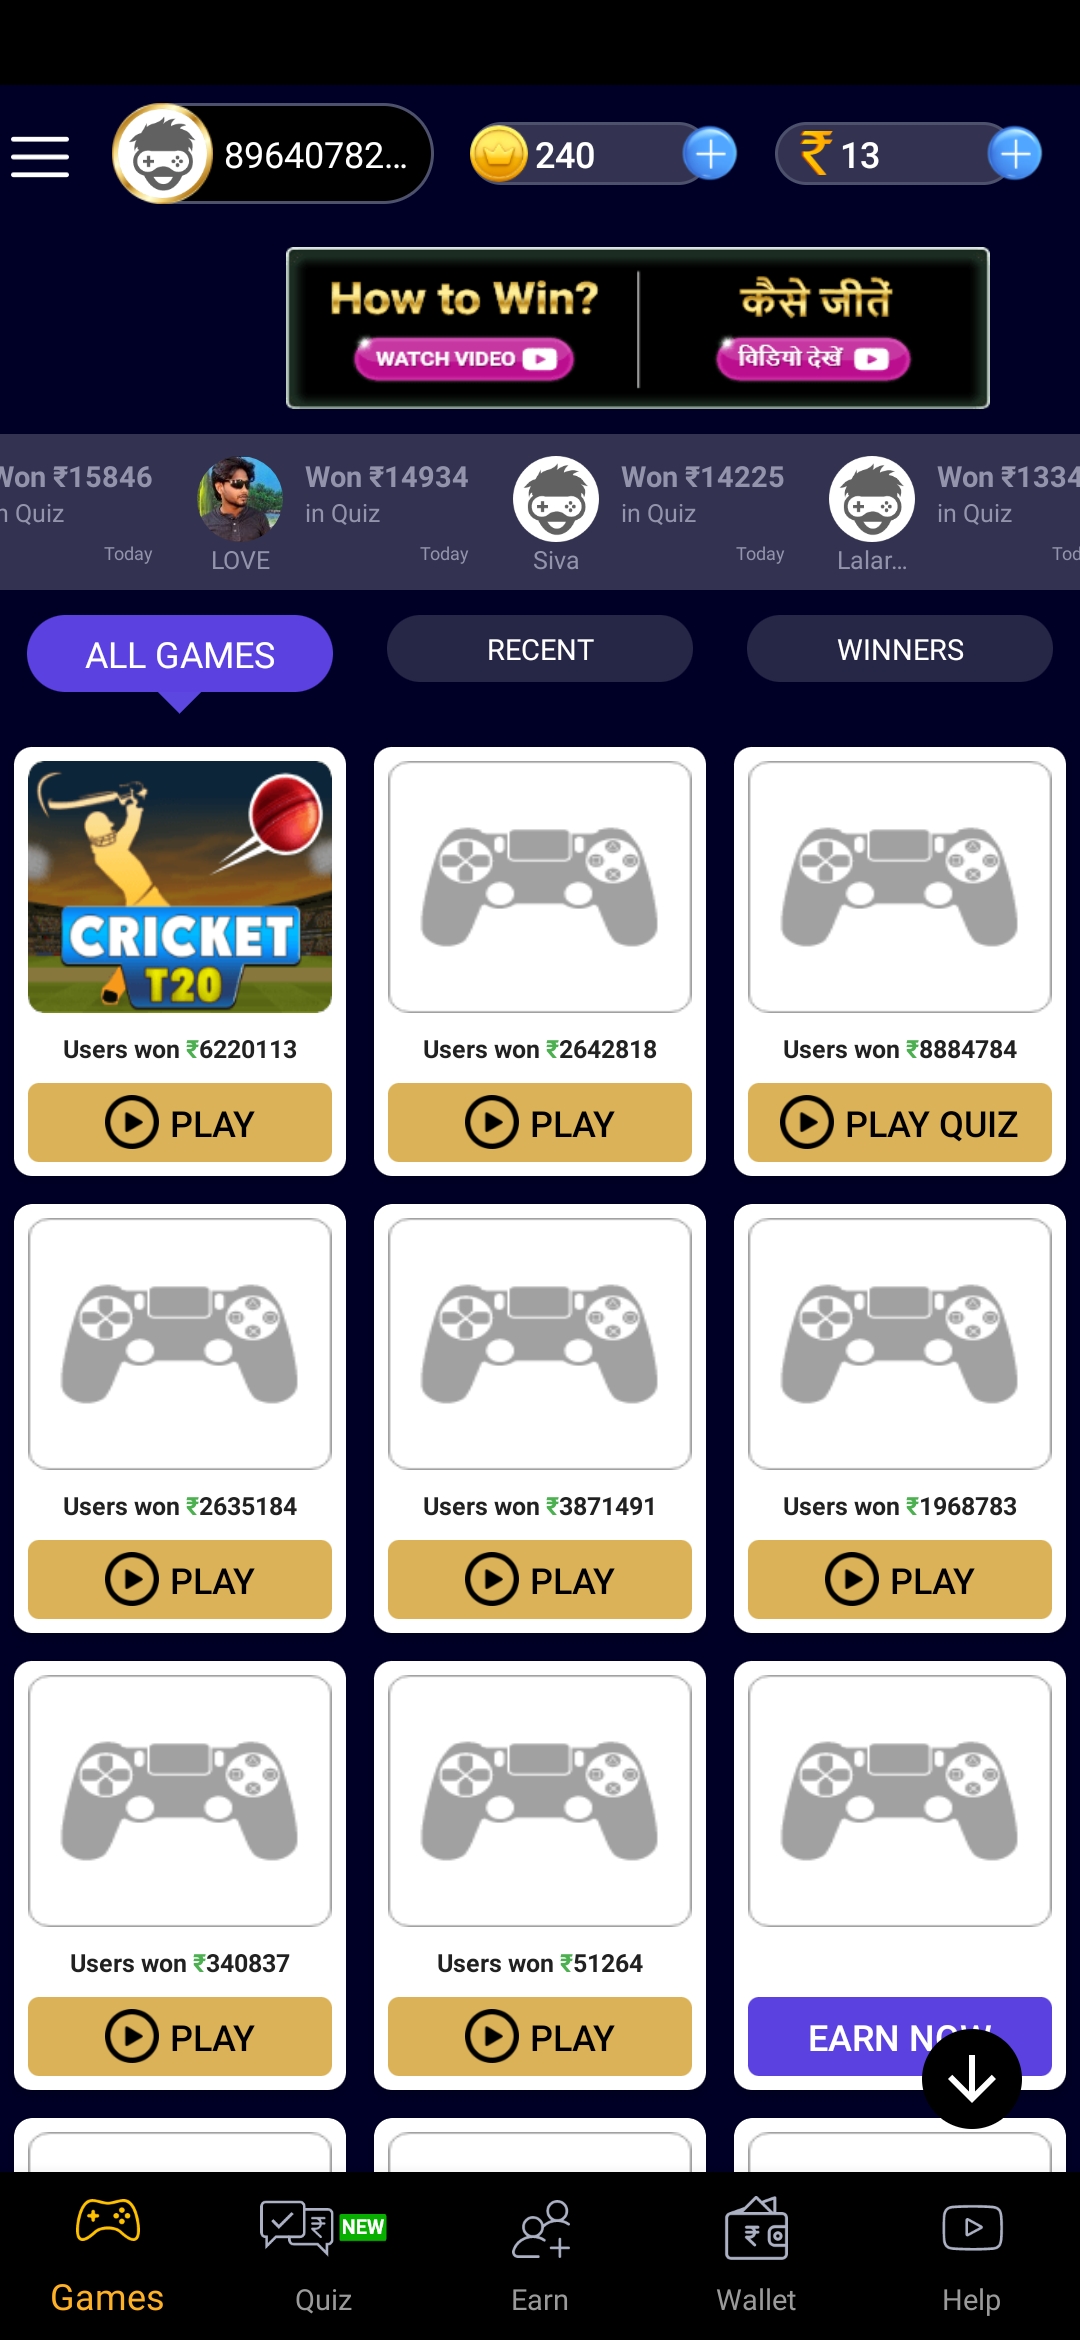 89640782...
240
₹ 13
How to Win?
WATCH VIDEO
कैसे जीतें
विडियो देखें
Won ₹15846
in Quiz
Today
LOVE
Won ₹14934
in Quiz
Today
Siva
Won ₹14225
in Quiz
Today
Lalar...
Won ₹1334
in Quiz
Tod
ALL GAMES
RECENT
WINNERS
CRICKET
T20
Users won ₹6220113
PLAY
Users won ₹2642818
PLAY
Users won ₹8884784
PLAY QUIZ
Users won ₹2635184
PLAY
Users won ₹3871491
PLAY
Users won ₹1968783
PLAY
Users won ₹340837
PLAY
Users won ₹51264
PLAY
EARN NOW
Games
NEW
Quiz
Earn
Wallet
Help